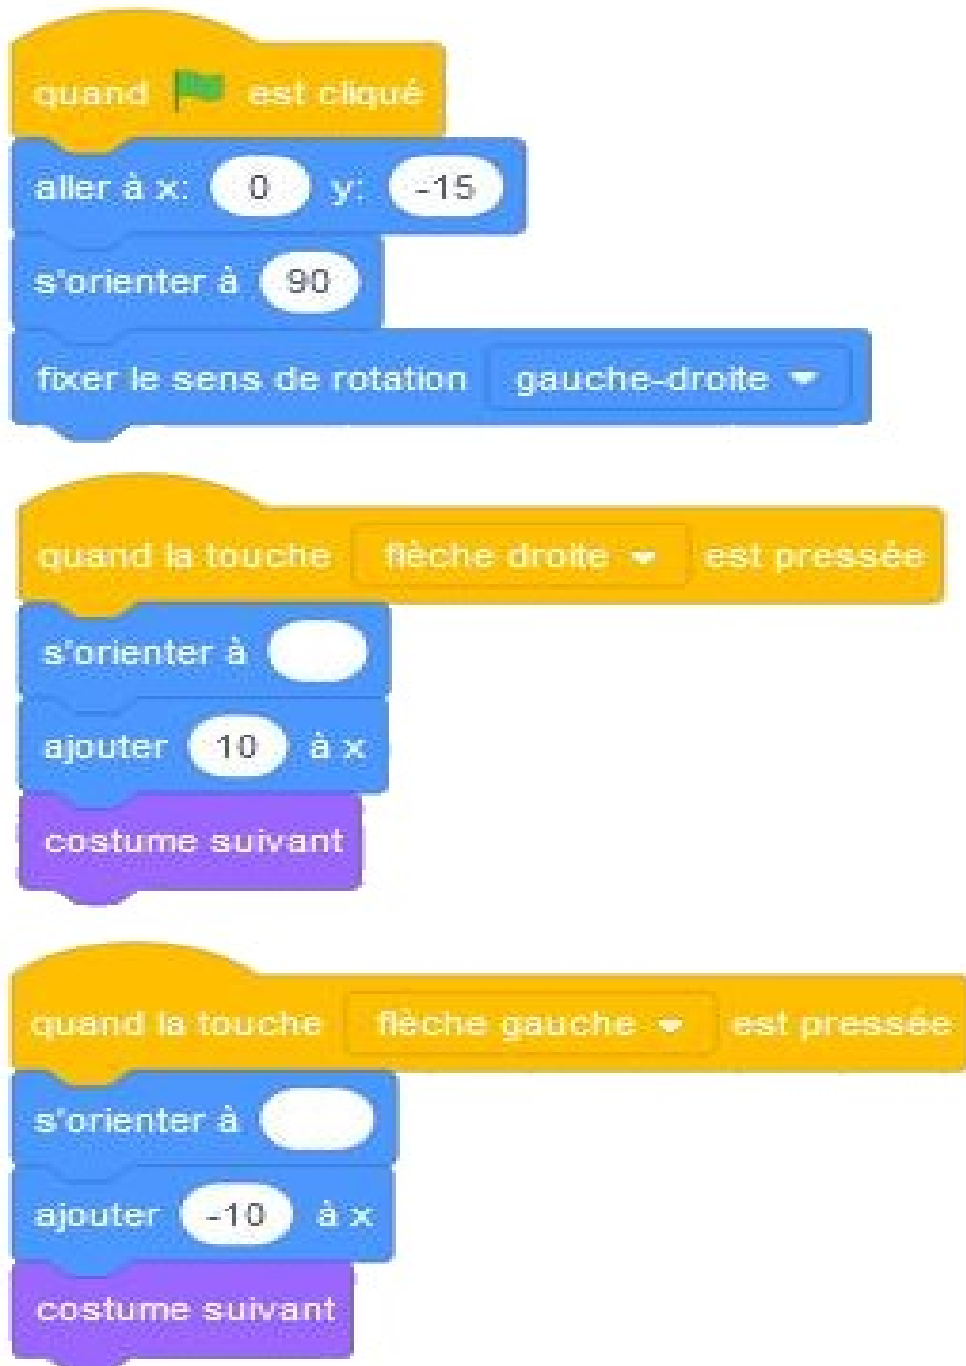 quand est cliqué
aller à x: 0 y: -15
s'orienter à 90
fixer le sens de rotation gauche-droite
quand la touche flèche droite est pressée
s'orienter à
ajouter 10 à x
costume suivant
quand la touche flèche gauche est pressée
s'orienter à
ajouter -10 à x
costume suivant